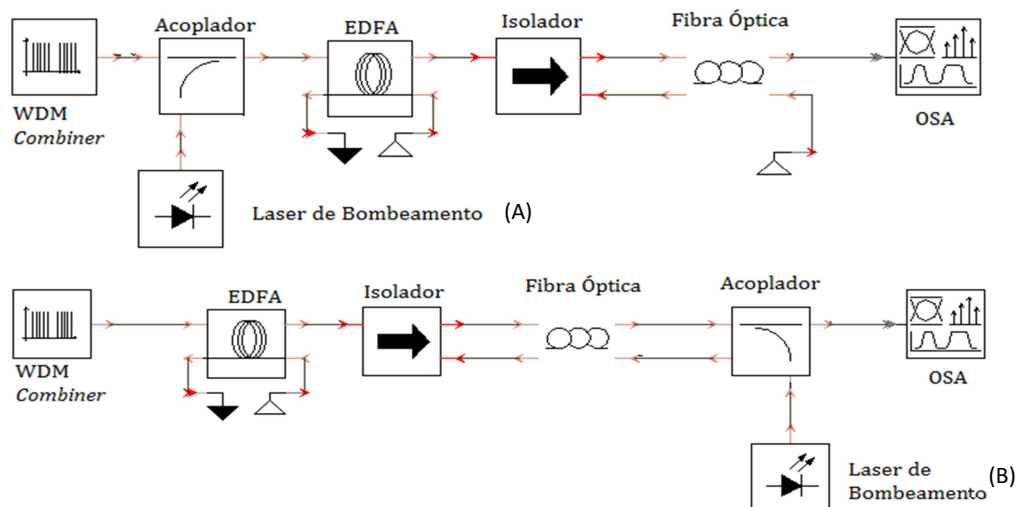 Acoplador
EDFA
Isolador
Fibra Óptica
WDM
Combiner
OSA
Laser de Bombeamento
(A)
EDFA
Isolador
Fibra Óptica
Acoplador
WDM
Combiner
OSA
Laser de
Bombeamento
(B)